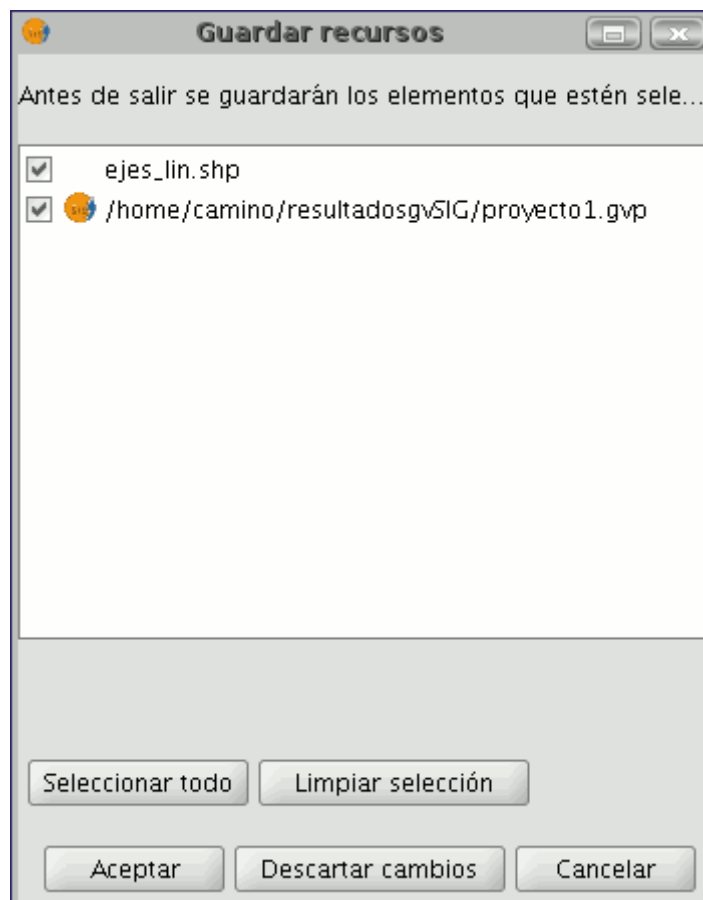 Guardar recursos
Antes de salir se guardarán los elementos que estén sele...
ejes_lin.shp
/home/camino/resultadosgvSIG/proyecto1.gvp
Seleccionar todo Limpiar selección
Aceptar Descartar cambios Cancelar